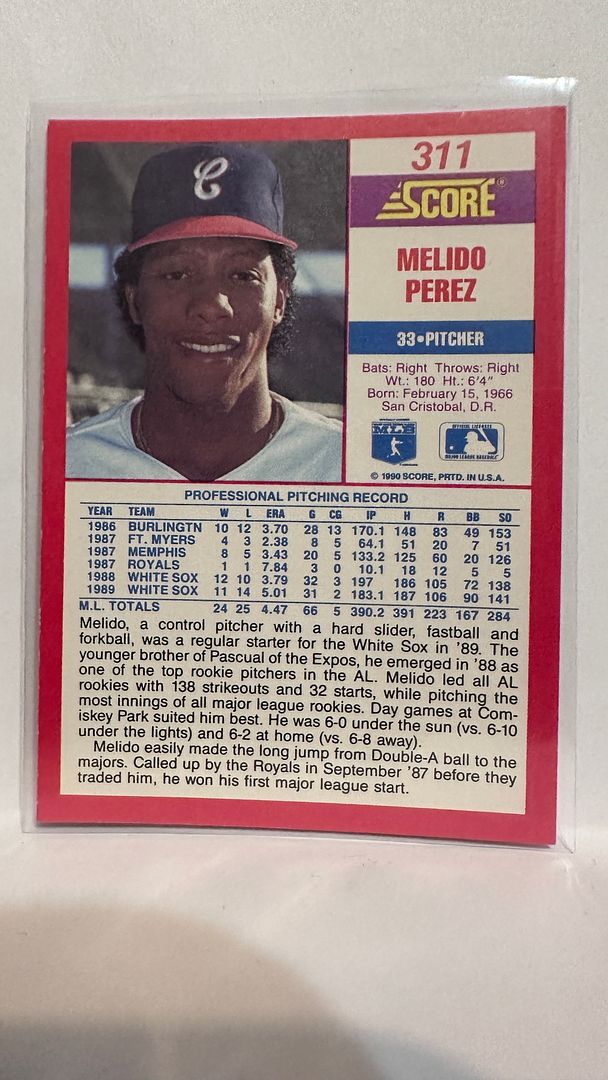 C
311
SCORE®
MELIDO
PEREZ
33•PITCHER
Bats: Right Throws: Right
Wt.: 180 Ht.: 6'4"
Born: February 15, 1966
San Cristobal, D.R.
MLB
OFFICIAL LICENSEE
MAJOR LEAGUE BASEBALL
© 1990 SCORE, PRTD. IN U.S.A.
PROFESSIONAL PITCHING RECORD
YEAR TEAM W L ERA G CG IP H R BB SO
1986 BURLINGTN 10 12 3.70 28 13 170.1 148 83 49 153
1987 FT. MYERS 4 3 2.38 8 5 64.1 51 20 7 51
1987 MEMPHIS 8 5 3.43 20 5 133.2 125 60 20 126
1987 ROYALS 1 1 7.84 3 0 10.1 18 12 5 5
1988 WHITE SOX 12 10 3.79 32 3 197 186 105 72 138
1989 WHITE SOX 11 14 5.01 31 2 183.1 187 106 90 141
M.L. TOTALS 24 25 4.47 66 5 390.2 391 223 167 284
Melido, a control pitcher with a hard slider, fastball and
forkball, was a regular starter for the White Sox in '89. The
younger brother of Pascual of the Expos, he emerged in '88 as
one of the top rookie pitchers in the AL. Melido led all AL
rookies with 138 strikeouts and 32 starts, while pitching the
most innings of all major league rookies. Day games at Com-
iskey Park suited him best. He was 6-0 under the sun (vs. 6-10
under the lights) and 6-2 at home (vs. 6-8 away).
Melido easily made the long jump from Double-A ball to the
majors. Called up by the Royals in September '87 before they
traded him, he won his first major league start.